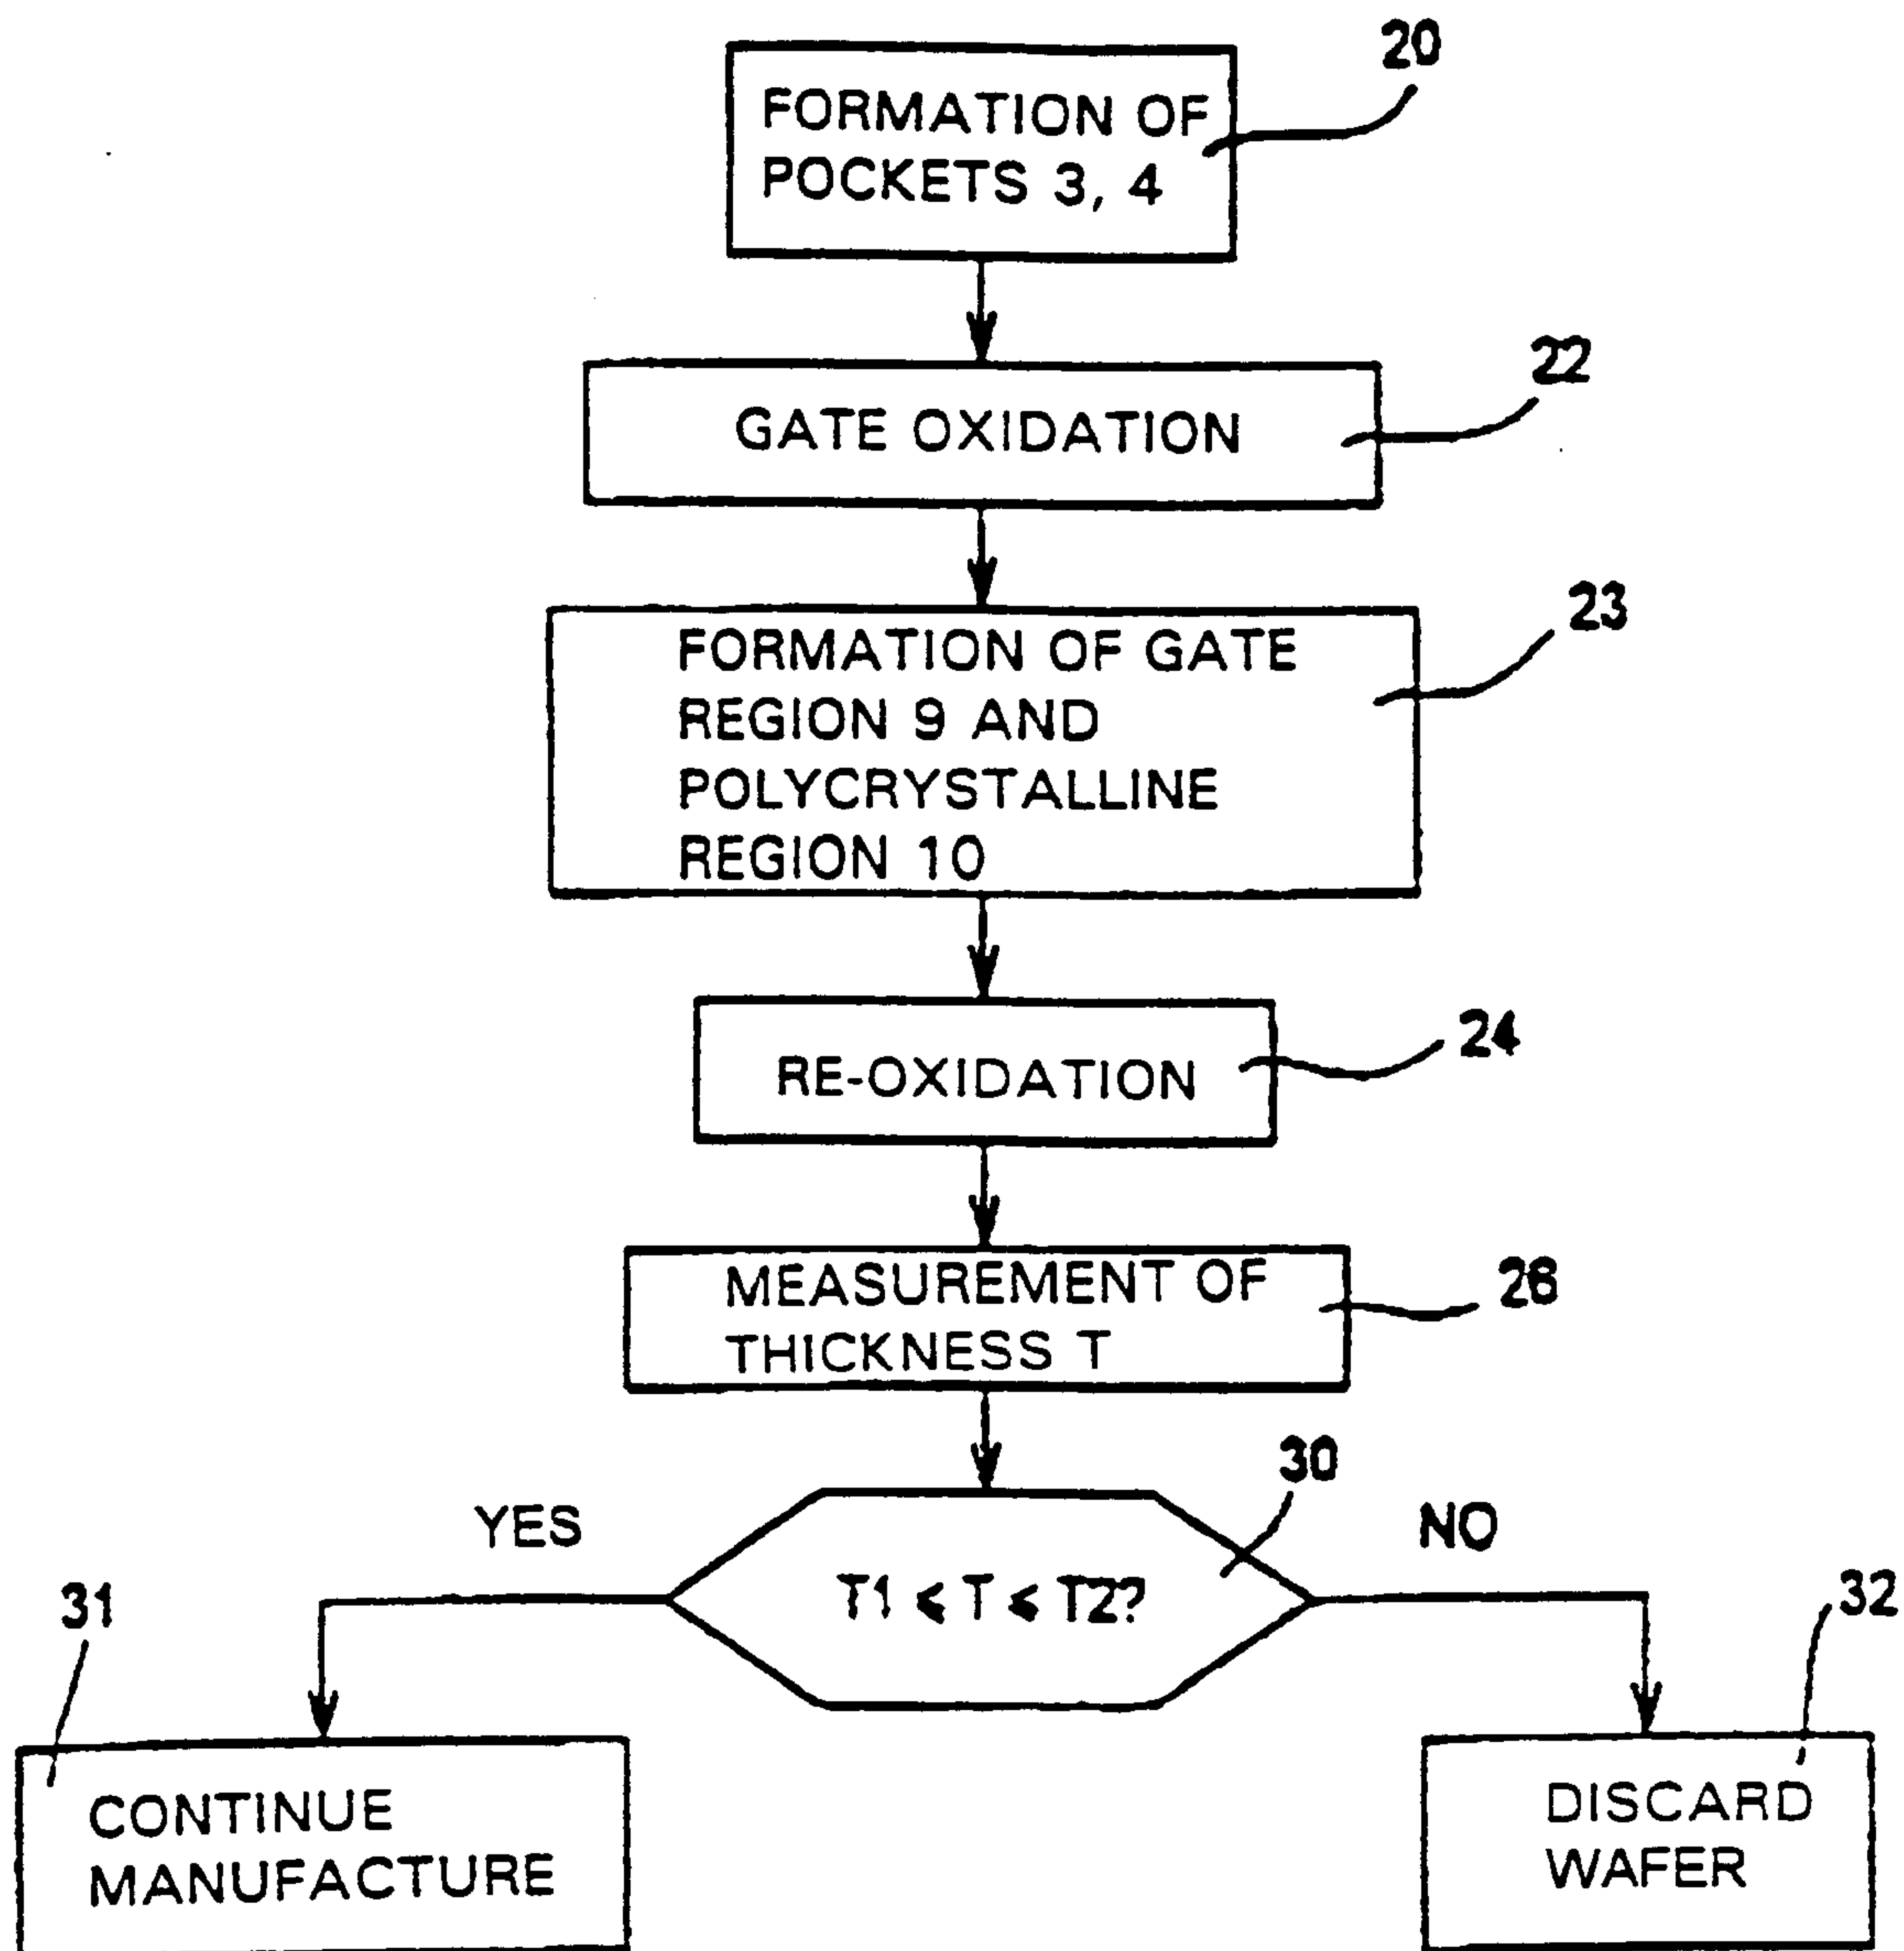 20
FORMATION OF
POCKETS 3, 4
22
GATE OXIDATION
23
FORMATION OF GATE
REGION 9 AND
POLYCRYSTALLINE
REGION 10
24
RE-OXIDATION
26
MEASUREMENT OF
THICKNESS T
30
YES
NO
T1 ≤ T ≤ T2?
31
32
CONTINUE
MANUFACTURE
DISCARD
WAFER